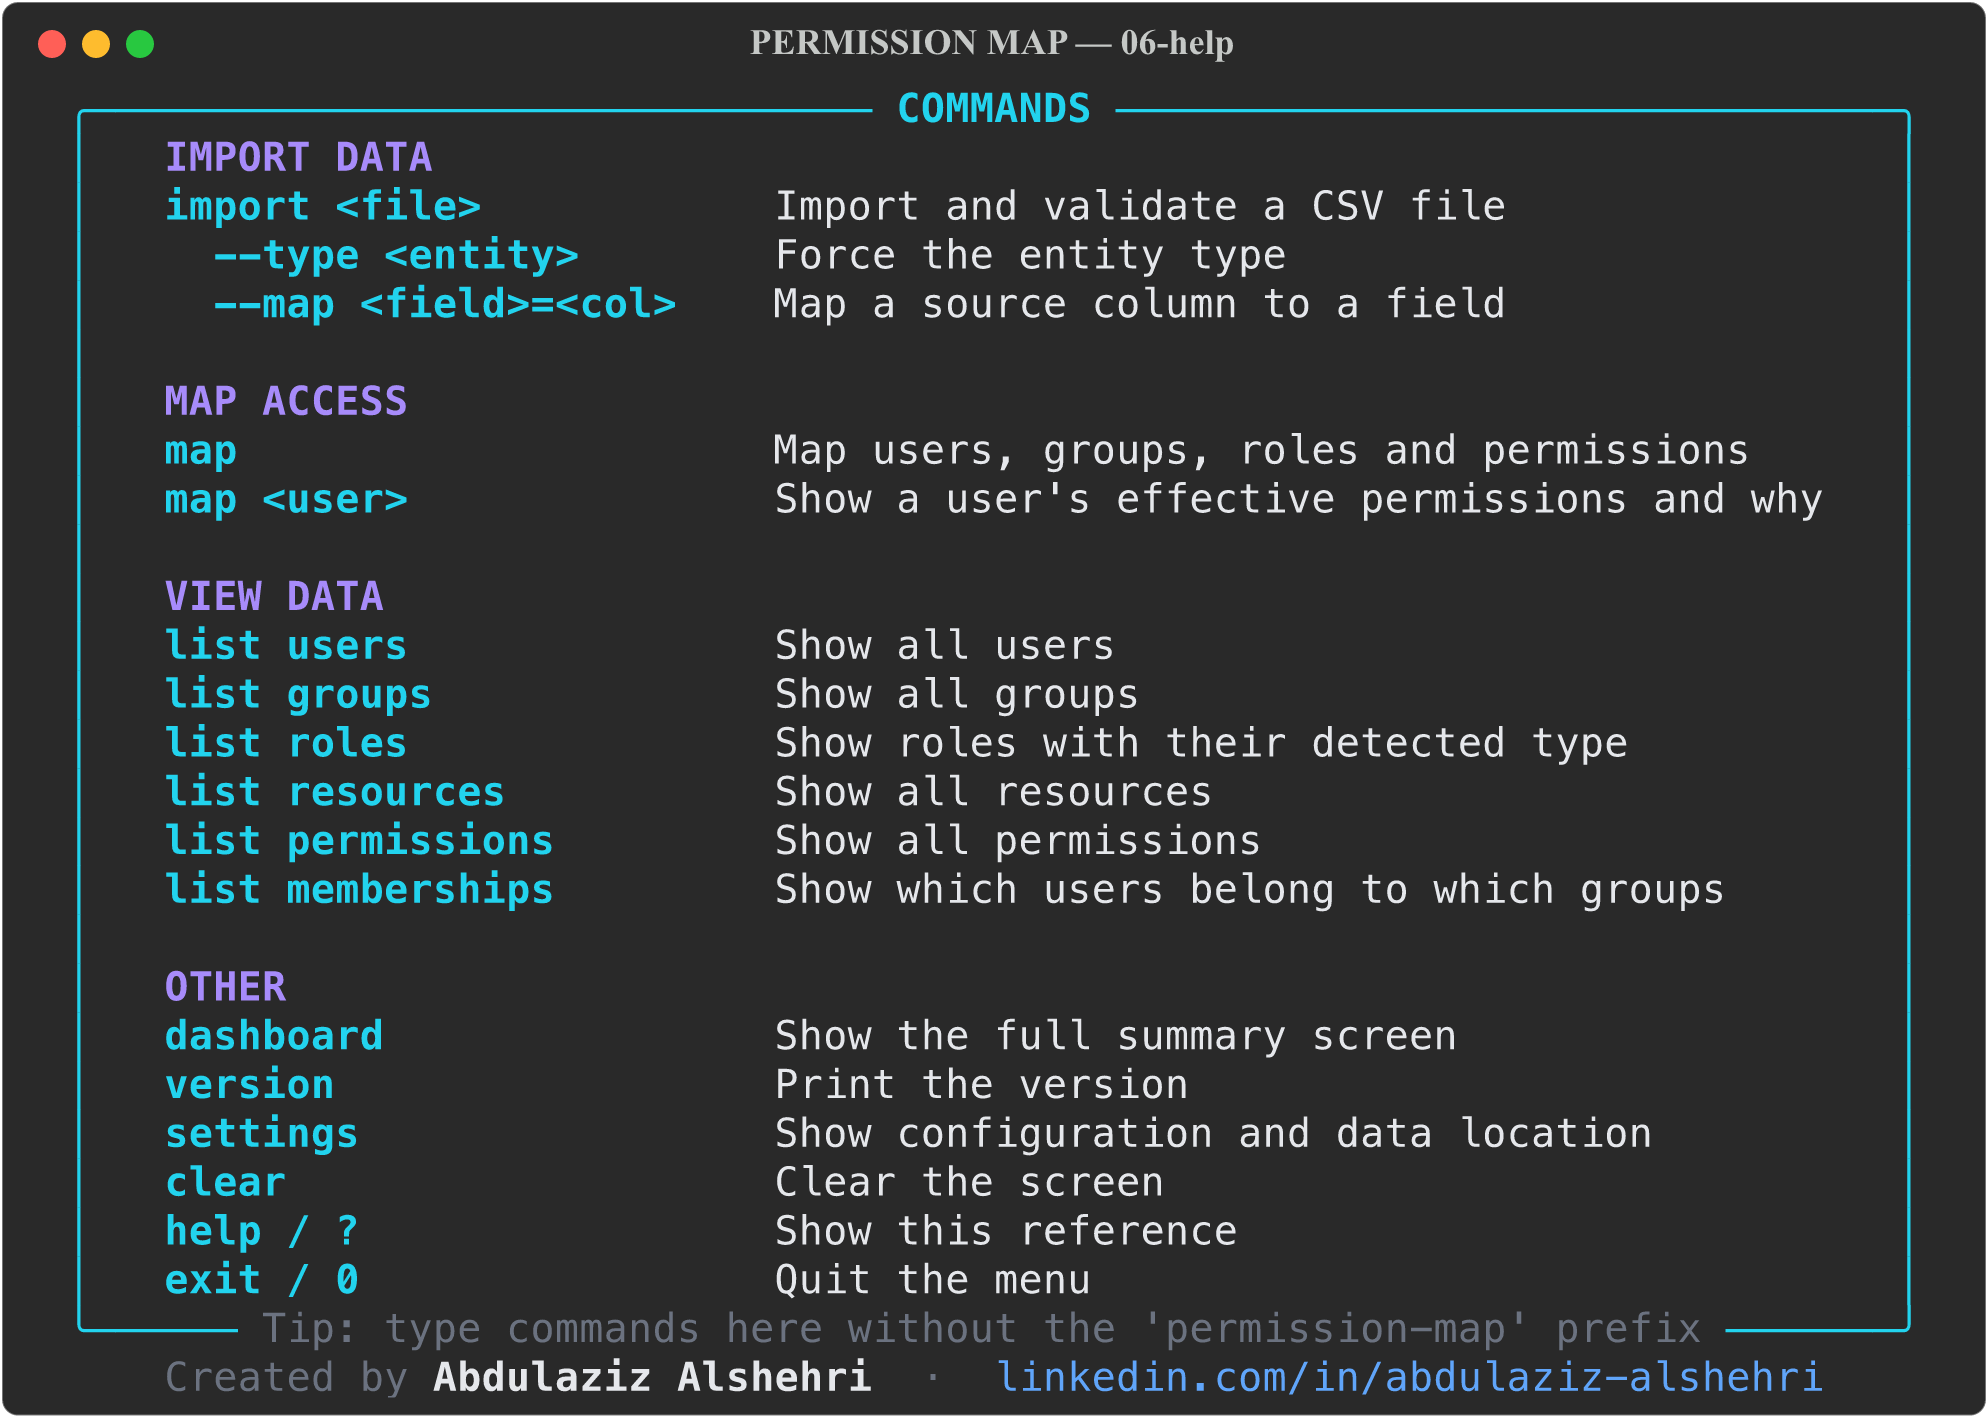 PERMISSION MAP — 06-help
COMMANDS
IMPORT DATA
import <file> Import and validate a CSV file
--type <entity> Force the entity type
--map <field>=<col> Map a source column to a field
MAP ACCESS
map Map users, groups, roles and permissions
map <user> Show a user's effective permissions and why
VIEW DATA
list users Show all users
list groups Show all groups
list roles Show roles with their detected type
list resources Show all resources
list permissions Show all permissions
list memberships Show which users belong to which groups
OTHER
dashboard Show the full summary screen
version Print the version
settings Show configuration and data location
clear Clear the screen
help / ? Show this reference
exit / 0 Quit the menu
Tip: type commands here without the 'permission-map' prefix
Created by Abdulaziz Alshehri · linkedin.com/in/abdulaziz-alshehri